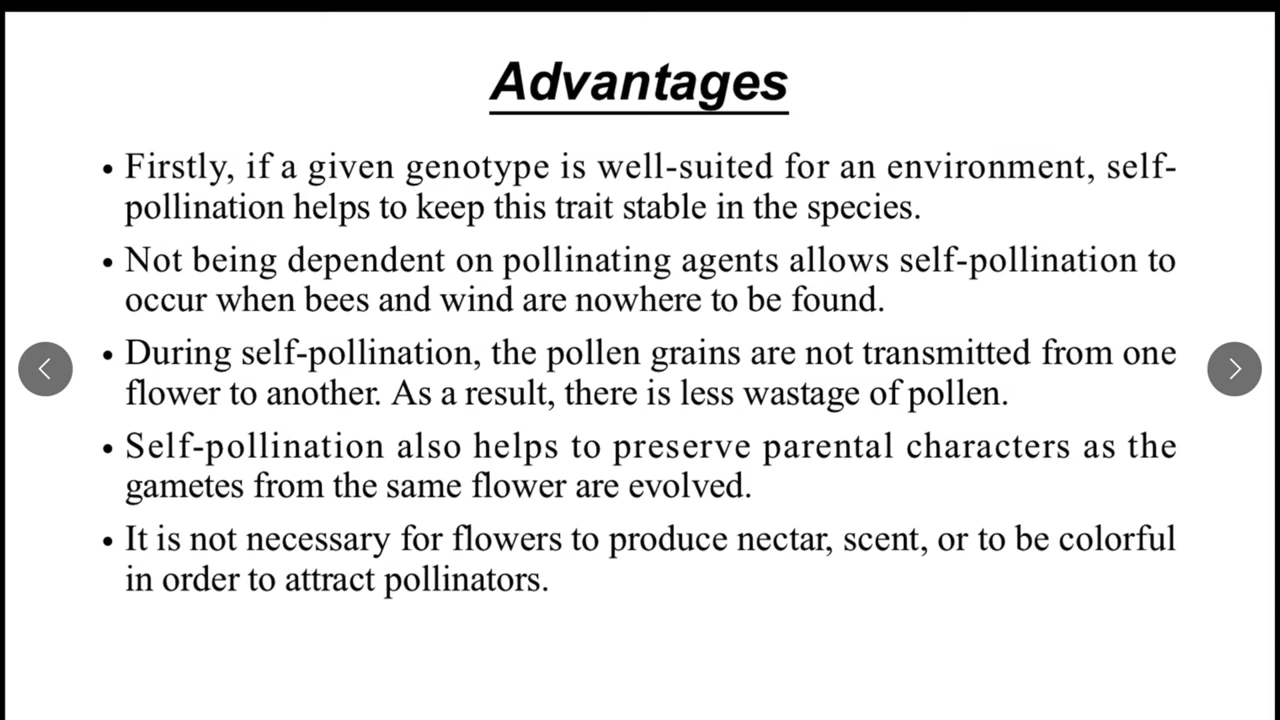 Advantages
• Firstly, if a given genotype is well-suited for an environment, self-
pollination helps to keep this trait stable in the species.
• Not being dependent on pollinating agents allows self-pollination to
occur when bees and wind are nowhere to be found.
• During self-pollination, the pollen grains are not transmitted from one
flower to another. As a result, there is less wastage of pollen.
• Self-pollination also helps to preserve parental characters as the
gametes from the same flower are evolved.
• It is not necessary for flowers to produce nectar, scent, or to be colorful
in order to attract pollinators.